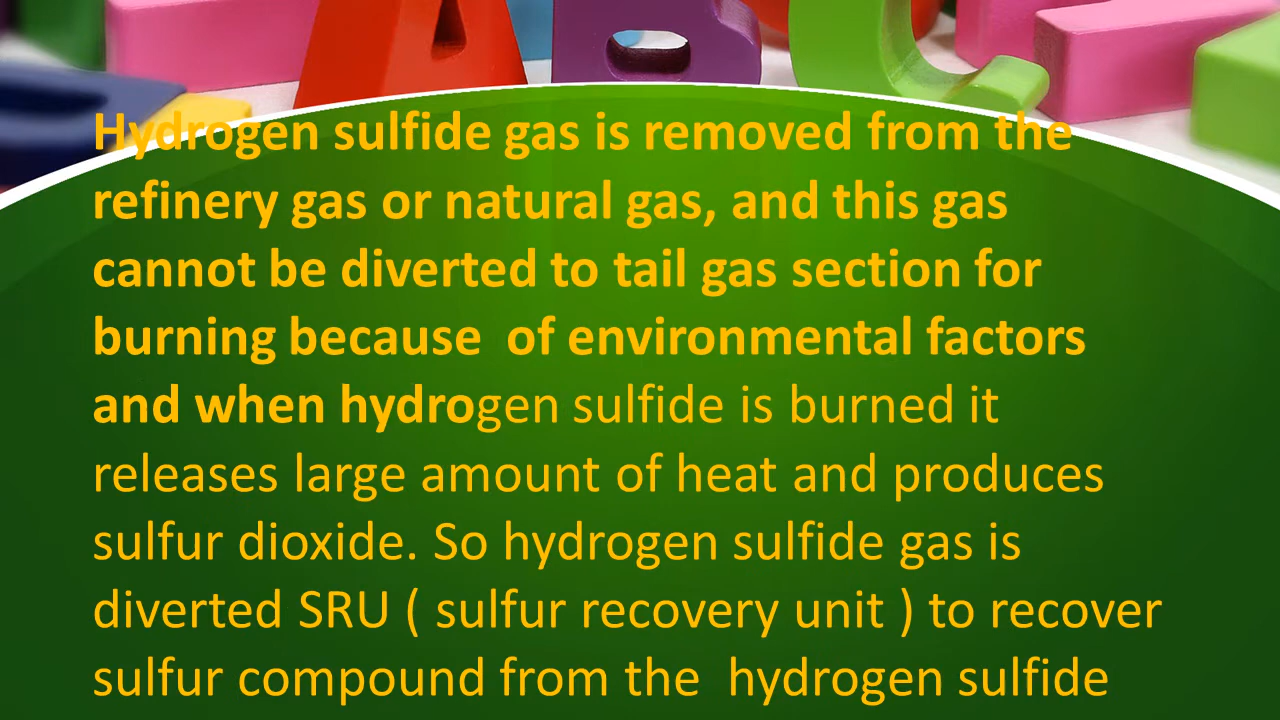 Hydrogen sulfide gas is removed from the
refinery gas or natural gas, and this gas
cannot be diverted to tail gas section for
burning because  of environmental factors
and when hydrogen sulfide is burned it
releases large amount of heat and produces
sulfur dioxide. So hydrogen sulfide gas is
diverted SRU ( sulfur recovery unit ) to recover
sulfur compound from the  hydrogen sulfide